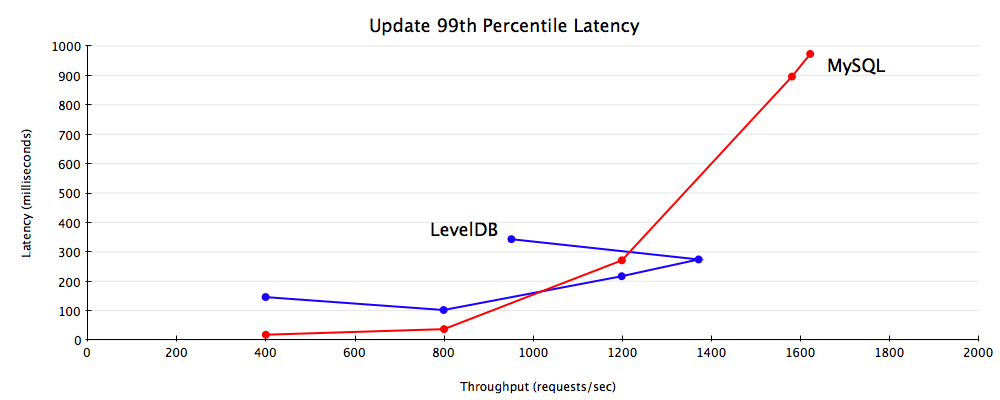 Update 99th Percentile Latency
1000
900
800
700
600
500
400
300
200
100
0
Latency (milliseconds)
MySQL
LevelDB
0 200 400 600 800 1000 1200 1400 1600 1800 2000
Throughput (requests/sec)